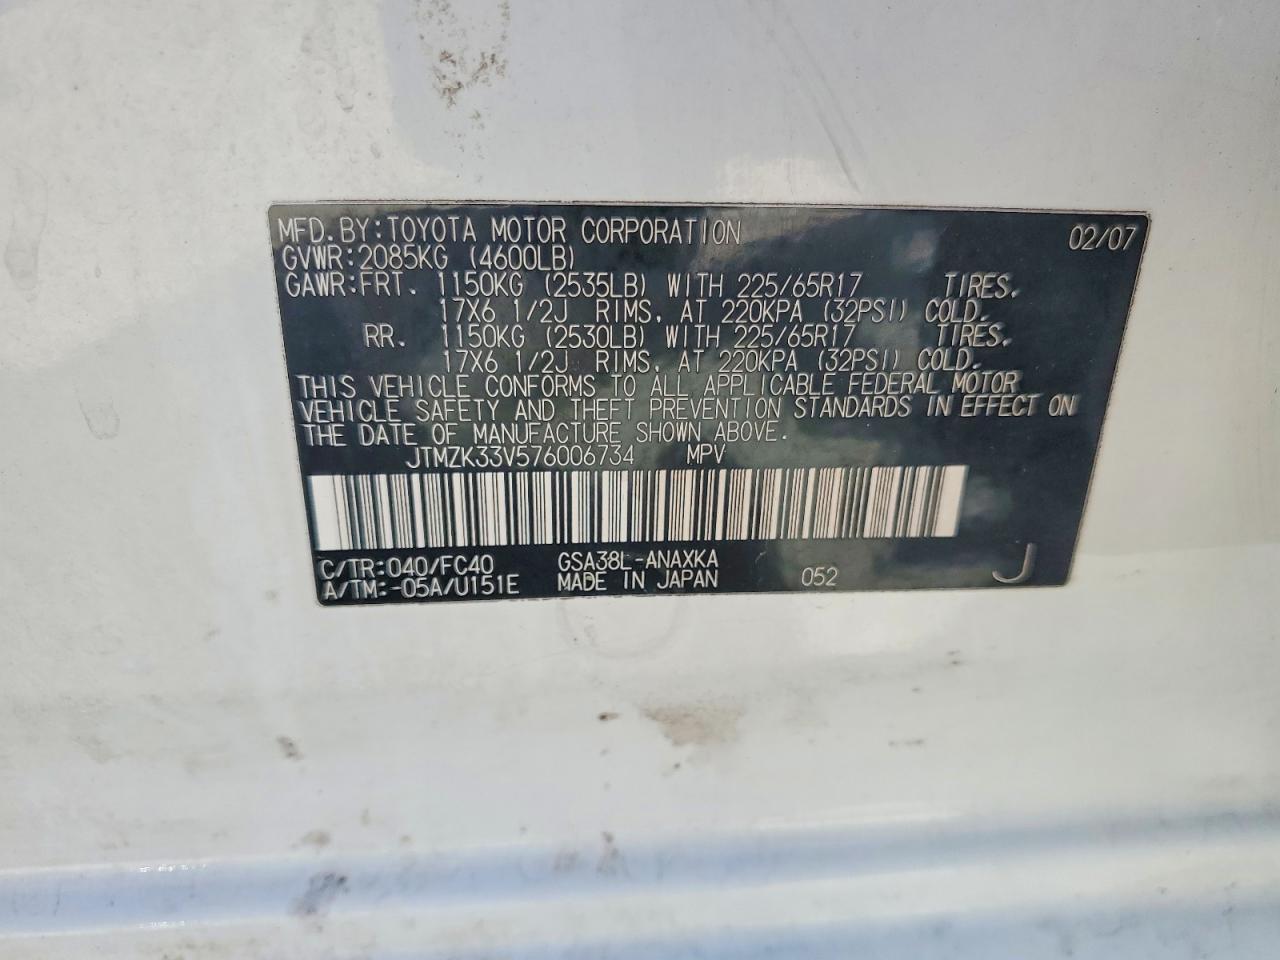 MFD. BY: TOYOTA MOTOR CORPORATION 02/07
GVWR: 2085KG (4600LB)
GAWR: FRT. 1150KG (2535LB) WITH 225/65R17 TIRES,
17X6 1/2J RIMS, AT 220KPA (32PSI) COLD.
RR. 1150KG (2530LB) WITH 225/65R17 TIRES,
17X6 1/2J RIMS, AT 220KPA (32PSI) COLD.
THIS VEHICLE CONFORMS TO ALL APPLICABLE FEDERAL MOTOR
VEHICLE SAFETY AND THEFT PREVENTION STANDARDS IN EFFECT ON
THE DATE OF MANUFACTURE SHOWN ABOVE.
JTMZK33V576006734 MPV
C/TR: 040/FC40 GSA38L-ANAXKA
A/TM: -05A/U151E MADE IN JAPAN 052 J